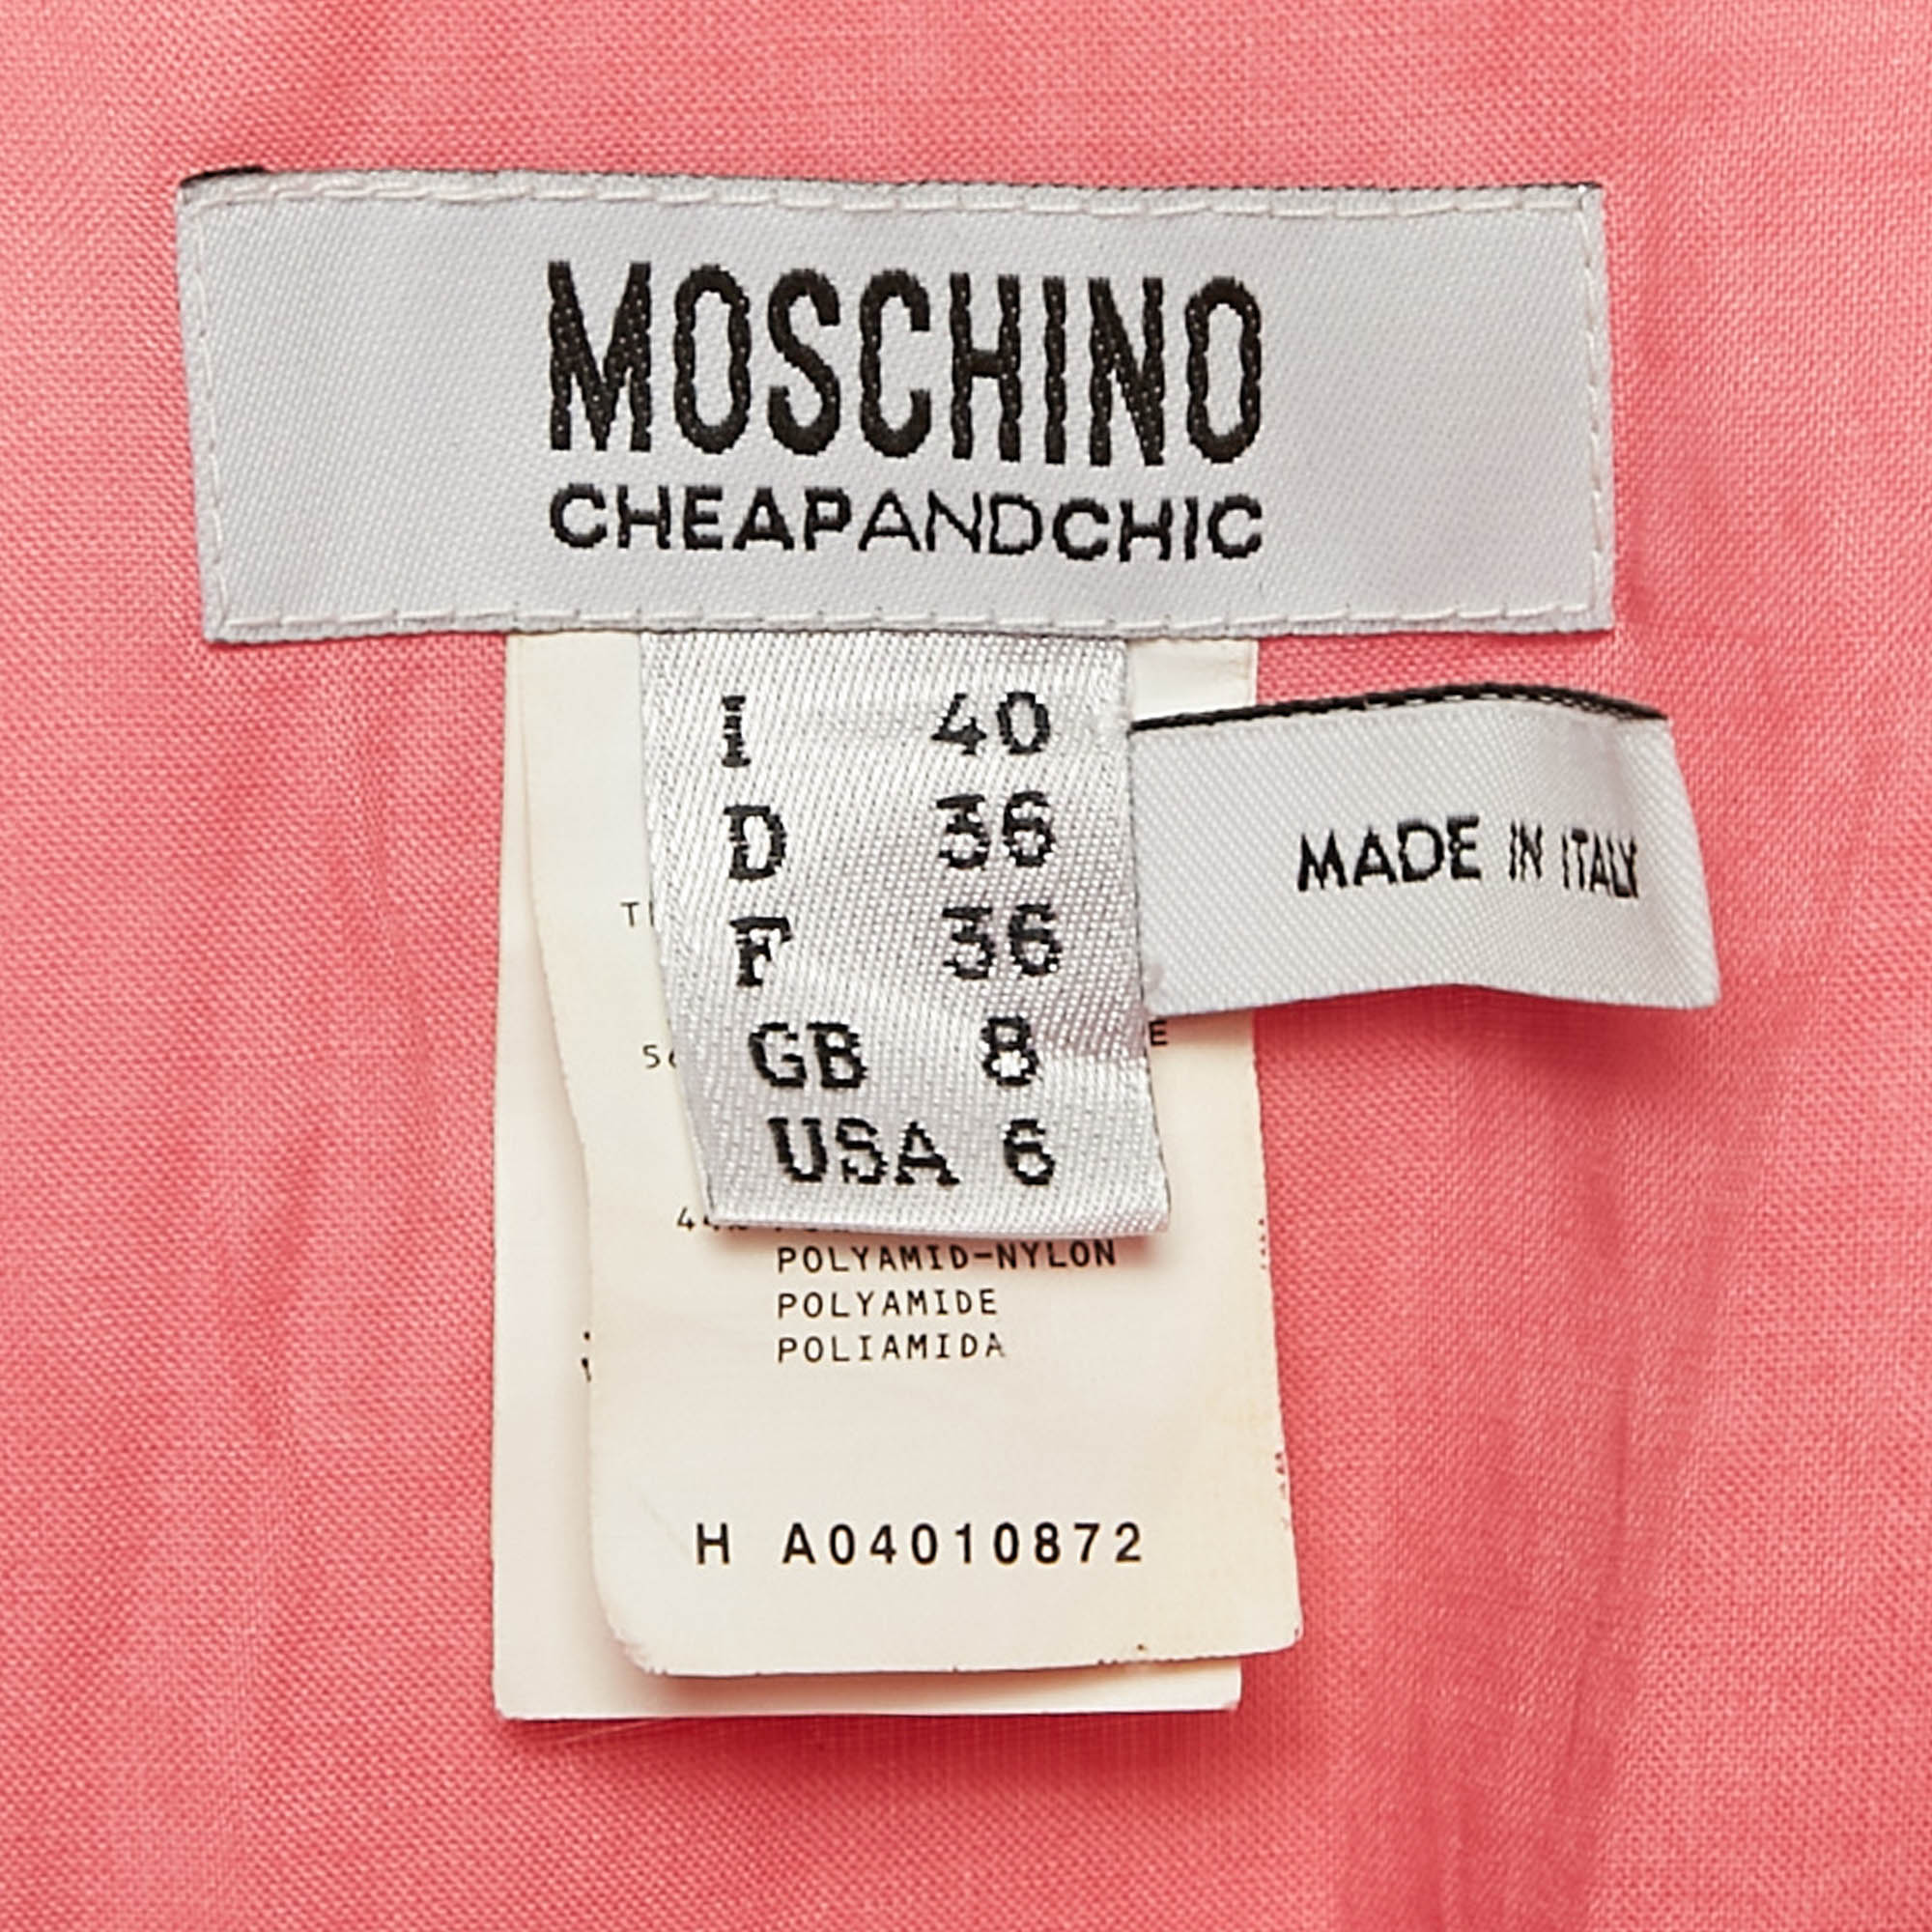 MOSCHINO
CHEAPANDCHIC
I 40
D 36
F 36
GB 8
USA 6
MADE IN ITALY
POLYAMID-NYLON
POLYAMIDE
POLIAMIDA
H A04010872